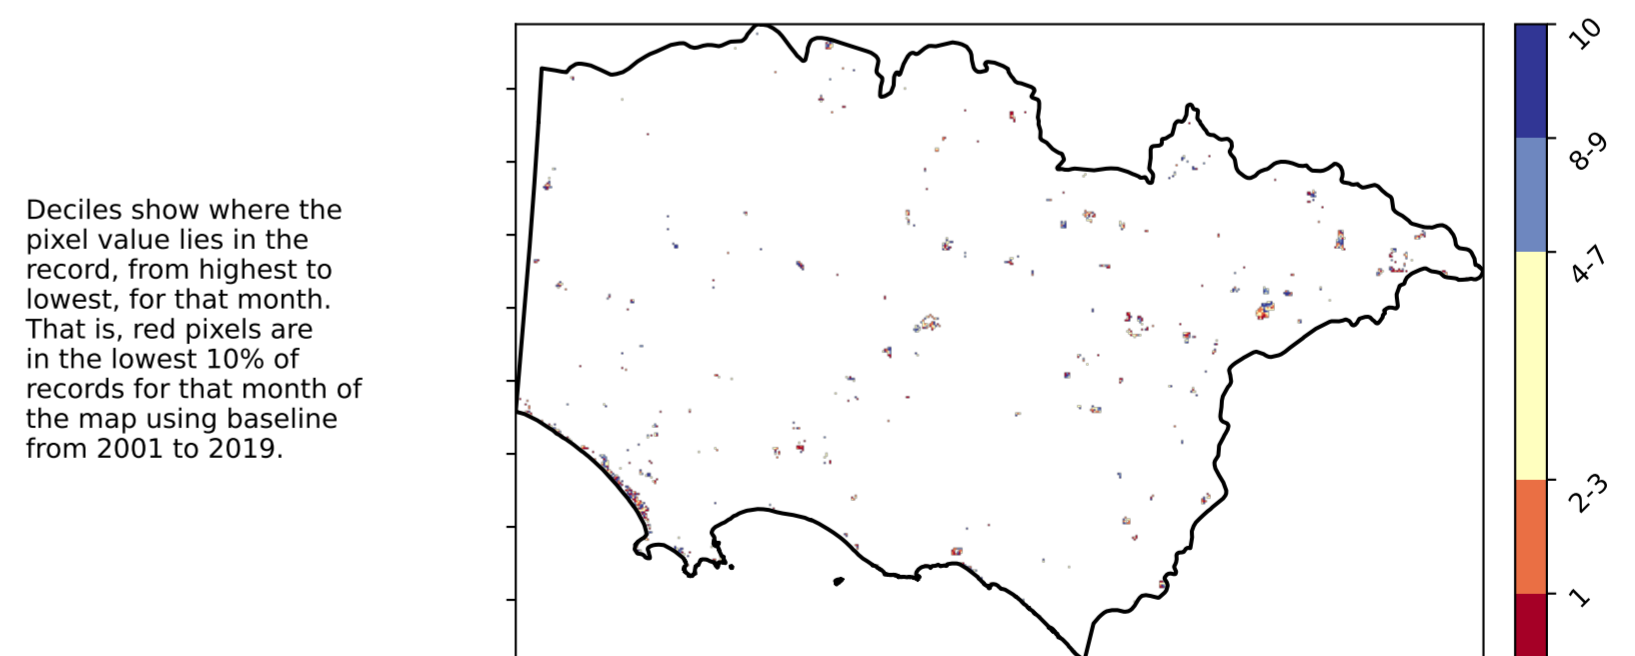 Deciles show where the
pixel value lies in the
record, from highest to
lowest, for that month.
That is, red pixels are
in the lowest 10% of
records for that month of
the map using baseline
from 2001 to 2019.
10
8-9
4-7
2-3
1